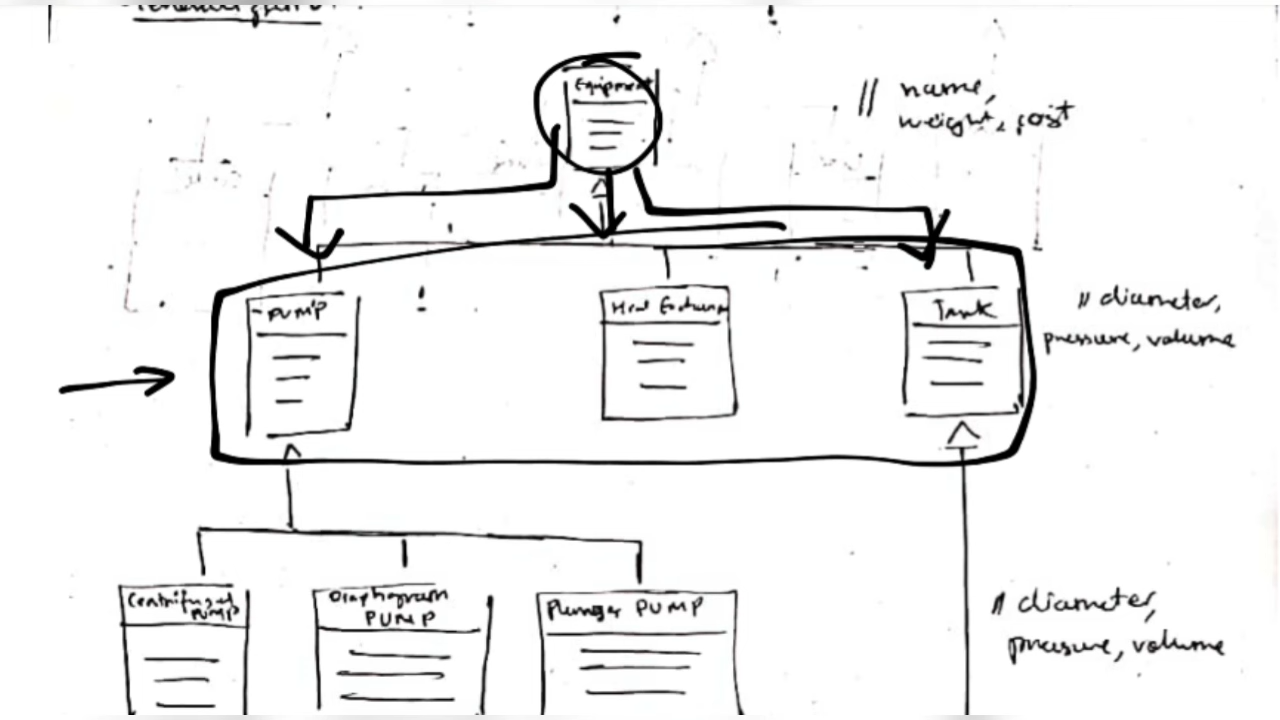 Equipment
// name,
weight, cost
PUMP
Heat Exchange
Tank
// diameter,
pressure, volume
Centrifugal
PUMP
Diaphragm
PUMP
Plunger PUMP
// diameter,
pressure, volume